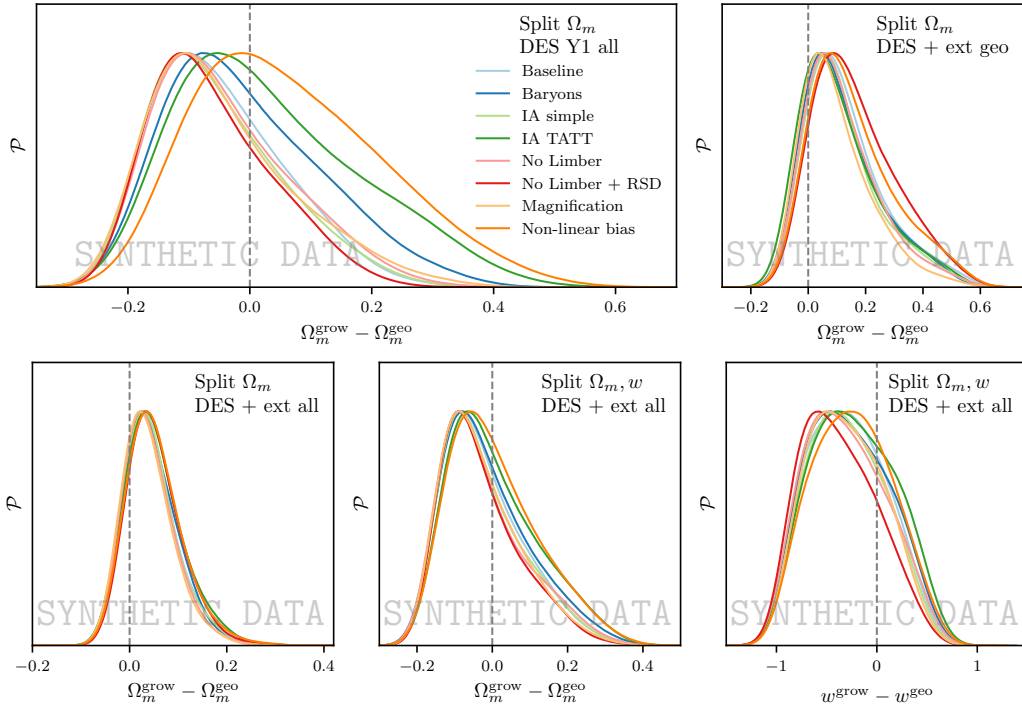 Split Ωₘ
DES Y1 all
Baseline
Baryons
IA simple
IA TATT
No Limber
No Limber + RSD
Magnification
Non-linear bias
SYNTHETIC DATA
𝒫
−0.2 0.0 0.2 0.4 0.6
Ωₘ^grow − Ωₘ^geo
Split Ωₘ
DES + ext geo
SYNTHETIC DATA
𝒫
−0.2 0.0 0.2 0.4 0.6
Ωₘ^grow − Ωₘ^geo
Split Ωₘ
DES + ext all
SYNTHETIC DATA
𝒫
−0.2 0.0 0.2 0.4
Ωₘ^grow − Ωₘ^geo
Split Ωₘ, w
DES + ext all
SYNTHETIC DATA
𝒫
−0.2 0.0 0.2 0.4
Ωₘ^grow − Ωₘ^geo
Split Ωₘ, w
DES + ext all
SYNTHETIC DATA
𝒫
−1 0 1
w^grow − w^geo